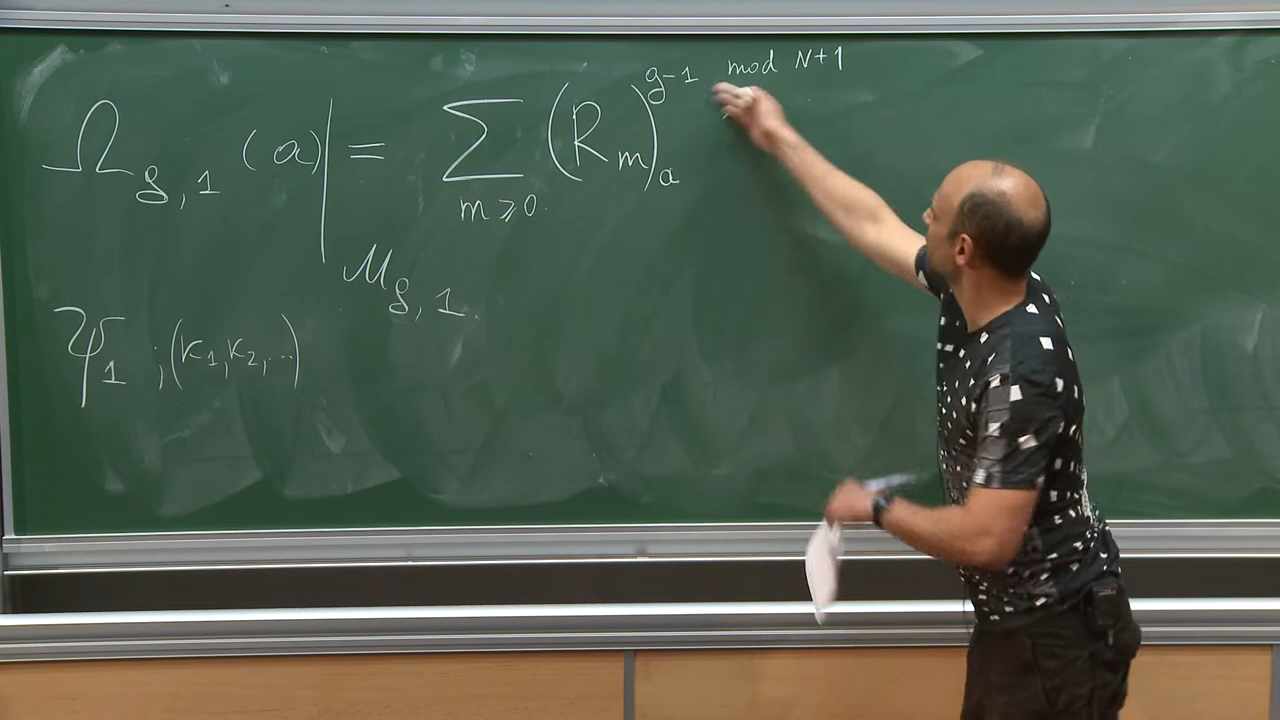 Ω_{g,1}(a)|_{M_{g,1}} = Σ_{m⩾0} (R_m)_a^{g-1 mod N+1}
ψ_1 ; (κ_1, κ_2, ...)